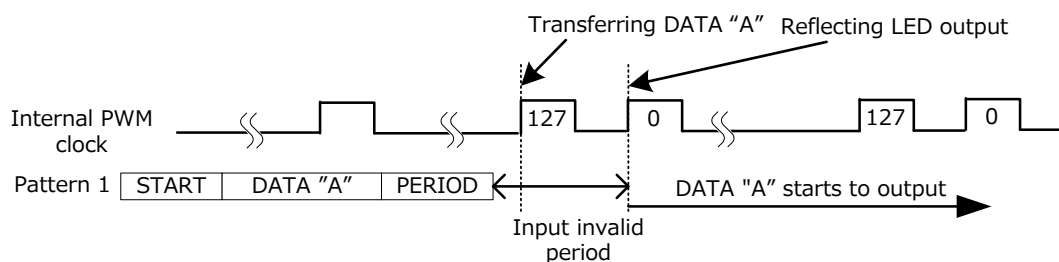 Transferring DATA “A”
Reflecting LED output
Internal PWM
clock
127
0
127
0
Pattern 1
START
DATA ”A”
PERIOD
DATA "A" starts to output
Input invalid
period